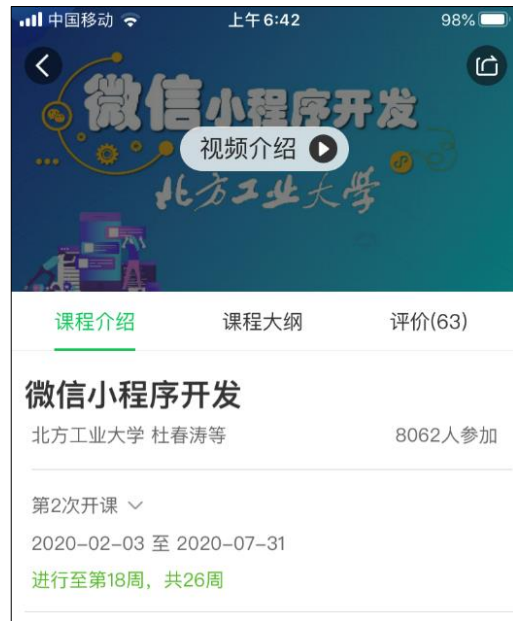 中国移动 上午6:42 98%
微信小程序开发
视频介绍
北方工业大学
课程介绍 课程大纲 评价(63)
微信小程序开发
北方工业大学 杜春涛等 8062人参加
第2次开课
2020-02-03 至 2020-07-31
进行至第18周，共26周